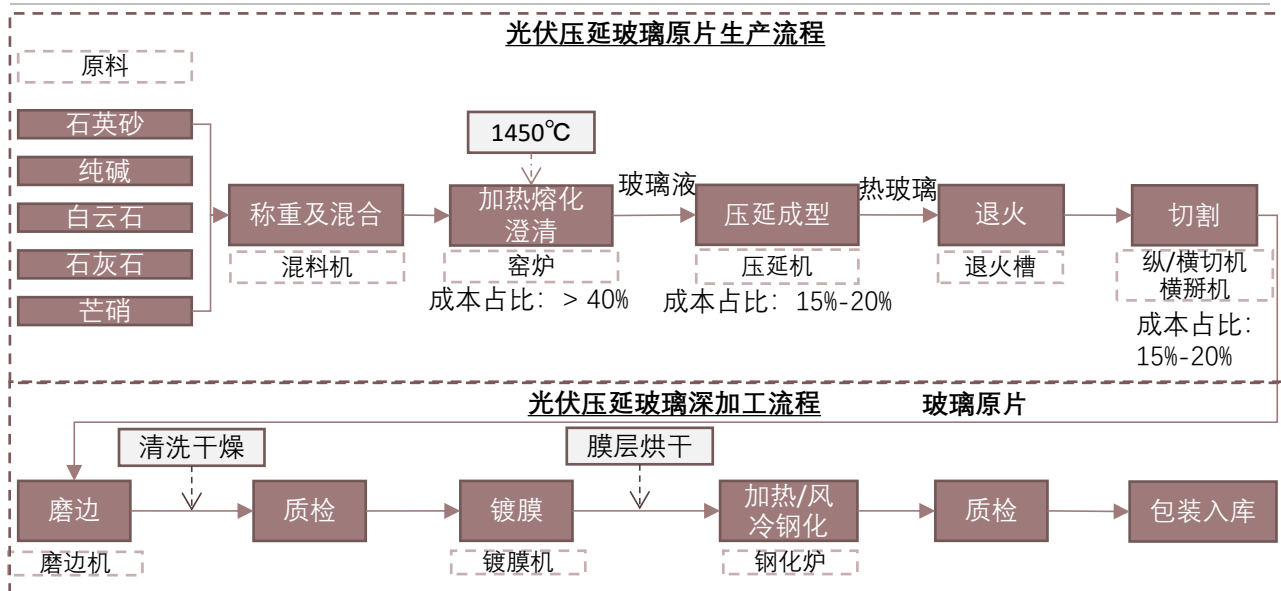 光伏压延玻璃原片生产流程
原料
石英砂
纯碱
白云石
石灰石
芒硝
称重及混合
混料机
1450℃
加热熔化
澄清
窑炉
成本占比：> 40%
玻璃液
压延成型
压延机
成本占比：15%-20%
热玻璃
退火
退火槽
切割
纵/横切机
横掰机
成本占比：
15%-20%
光伏压延玻璃深加工流程
玻璃原片
磨边
磨边机
清洗干燥
质检
镀膜
镀膜机
膜层烘干
加热/风
冷钢化
钢化炉
质检
包装入库